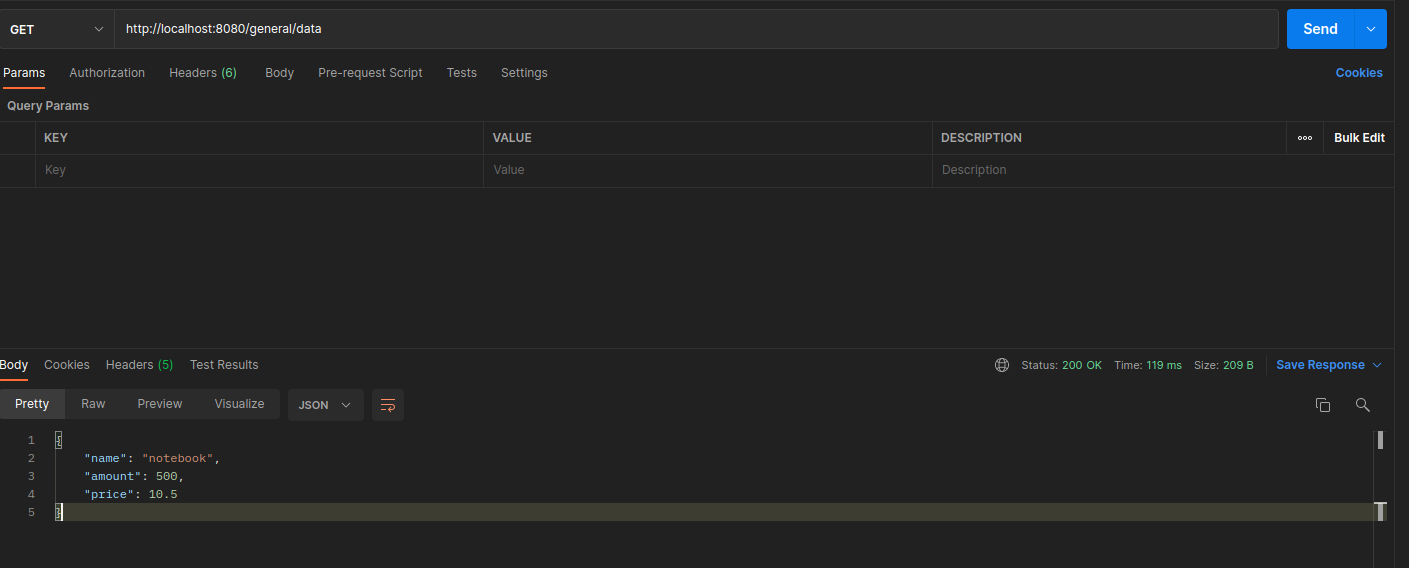 GET http://localhost:8080/general/data Send
Params Authorization Headers (6) Body Pre-request Script Tests Settings Cookies
Query Params
KEY VALUE DESCRIPTION ooo Bulk Edit
Key Value Description
Body Cookies Headers (5) Test Results Status: 200 OK Time: 119 ms Size: 209 B Save Response
Pretty Raw Preview Visualize JSON
1 {
2 "name": "notebook",
3 "amount": 500,
4 "price": 10.5
5 }